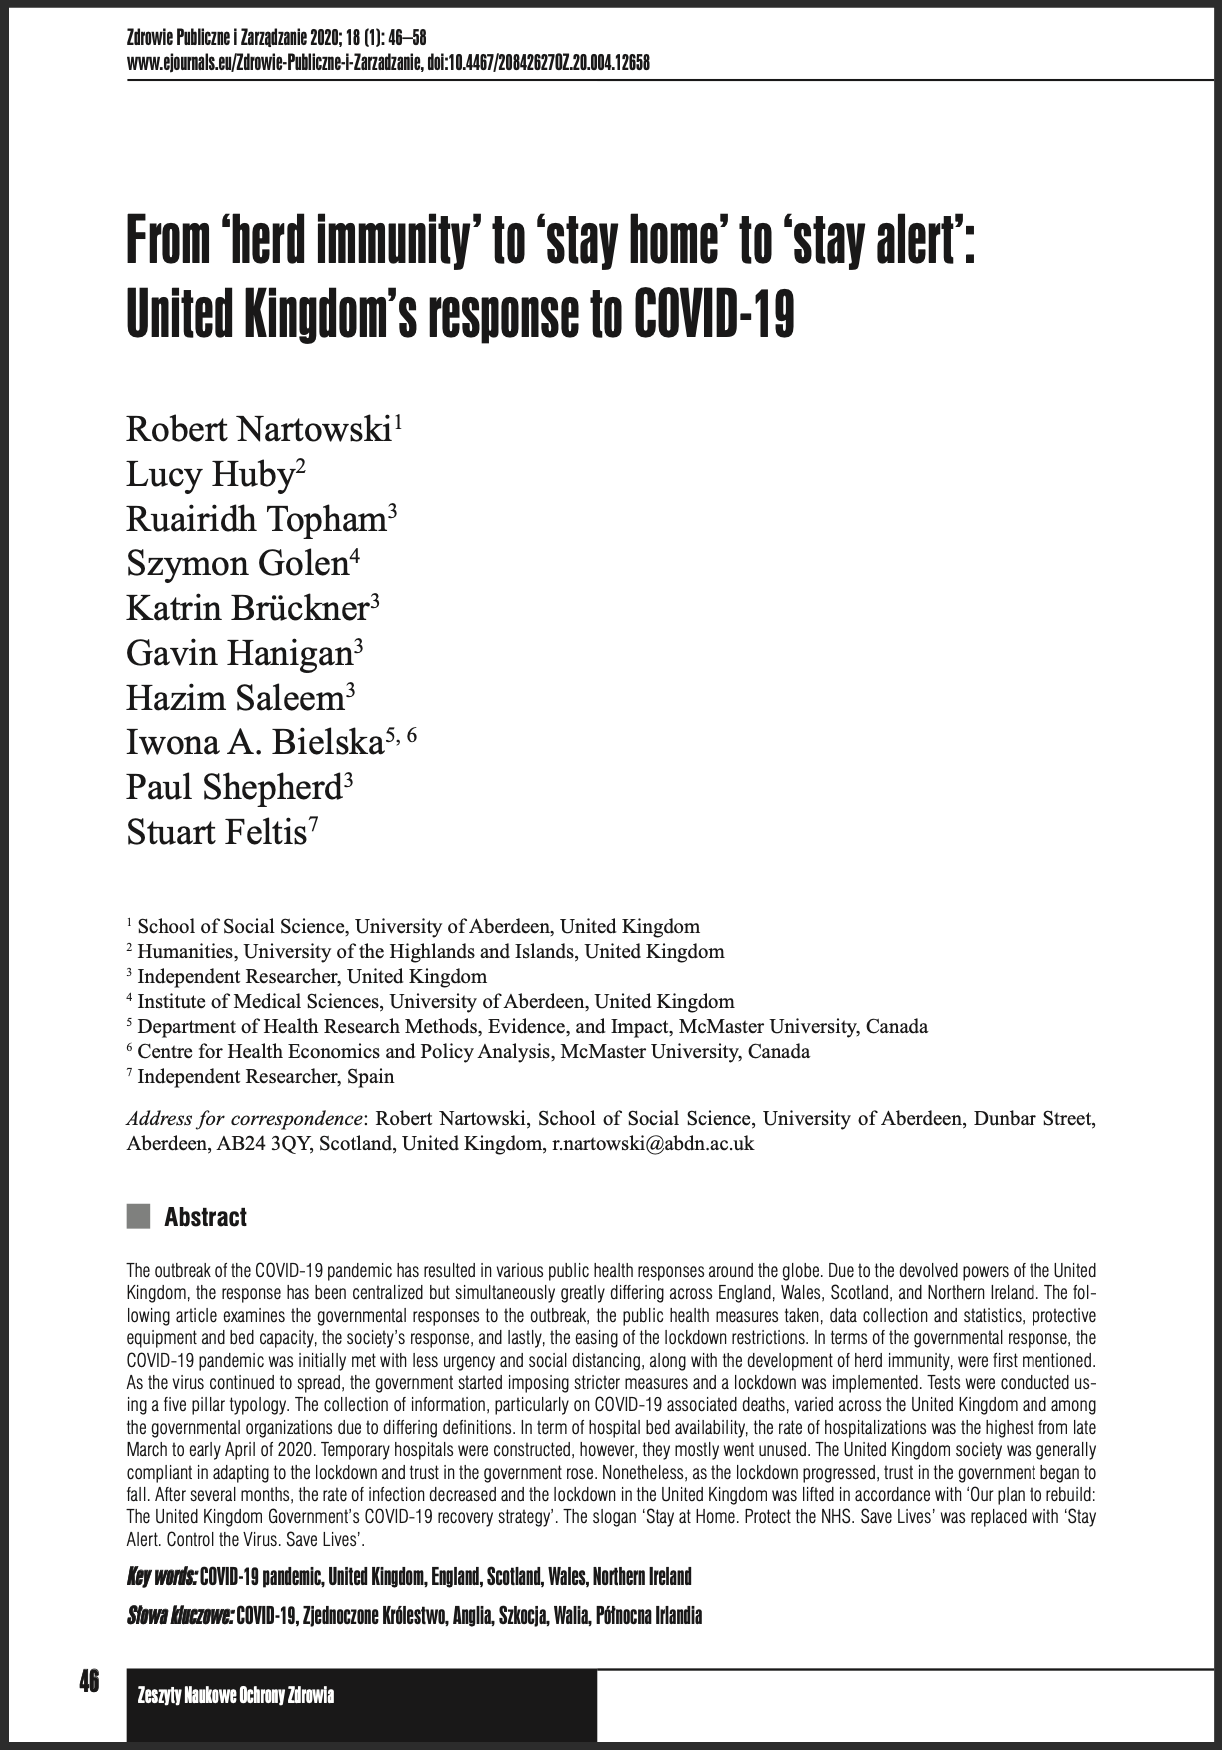 Zdrowie Publiczne i Zarządzanie 2020; 18 (1): 46–58
www.ejournals.eu/Zdrowie-Publiczne-i-Zarzadzanie, doi:10.4467/20842627OZ.20.004.12658
From ‘herd immunity’ to ‘stay home’ to ‘stay alert’:
United Kingdom’s response to COVID-19
Robert Nartowski1
Lucy Huby2
Ruairidh Topham3
Szymon Golen4
Katrin Brückner3
Gavin Hanigan3
Hazim Saleem3
Iwona A. Bielska5, 6
Paul Shepherd3
Stuart Feltis7
1 School of Social Science, University of Aberdeen, United Kingdom
2 Humanities, University of the Highlands and Islands, United Kingdom
3 Independent Researcher, United Kingdom
4 Institute of Medical Sciences, University of Aberdeen, United Kingdom
5 Department of Health Research Methods, Evidence, and Impact, McMaster University, Canada
6 Centre for Health Economics and Policy Analysis, McMaster University, Canada
7 Independent Researcher, Spain
Address for correspondence: Robert Nartowski, School of Social Science, University of Aberdeen, Dunbar Street,
Aberdeen, AB24 3QY, Scotland, United Kingdom, r.nartowski@abdn.ac.uk
Abstract
The outbreak of the COVID-19 pandemic has resulted in various public health responses around the globe. Due to the devolved powers of the United
Kingdom, the response has been centralized but simultaneously greatly differing across England, Wales, Scotland, and Northern Ireland. The fol-
lowing article examines the governmental responses to the outbreak, the public health measures taken, data collection and statistics, protective
equipment and bed capacity, the society’s response, and lastly, the easing of the lockdown restrictions. In terms of the governmental response, the
COVID-19 pandemic was initially met with less urgency and social distancing, along with the development of herd immunity, were first mentioned.
As the virus continued to spread, the government started imposing stricter measures and a lockdown was implemented. Tests were conducted us-
ing a five pillar typology. The collection of information, particularly on COVID-19 associated deaths, varied across the United Kingdom and among
the governmental organizations due to differing definitions. In term of hospital bed availability, the rate of hospitalizations was the highest from late
March to early April of 2020. Temporary hospitals were constructed, however, they mostly went unused. The United Kingdom society was generally
compliant in adapting to the lockdown and trust in the government rose. Nonetheless, as the lockdown progressed, trust in the government began to
fall. After several months, the rate of infection decreased and the lockdown in the United Kingdom was lifted in accordance with ‘Our plan to rebuild:
The United Kingdom Government’s COVID-19 recovery strategy’. The slogan ‘Stay at Home. Protect the NHS. Save Lives’ was replaced with ‘Stay
Alert. Control the Virus. Save Lives’.
Key words: COVID-19 pandemic, United Kingdom, England, Scotland, Wales, Northern Ireland
Słowa kluczowe: COVID-19, Zjednoczone Królestwo, Anglia, Szkocja, Walia, Północna Irlandia
46
Zeszyty Naukowe Ochrony Zdrowia